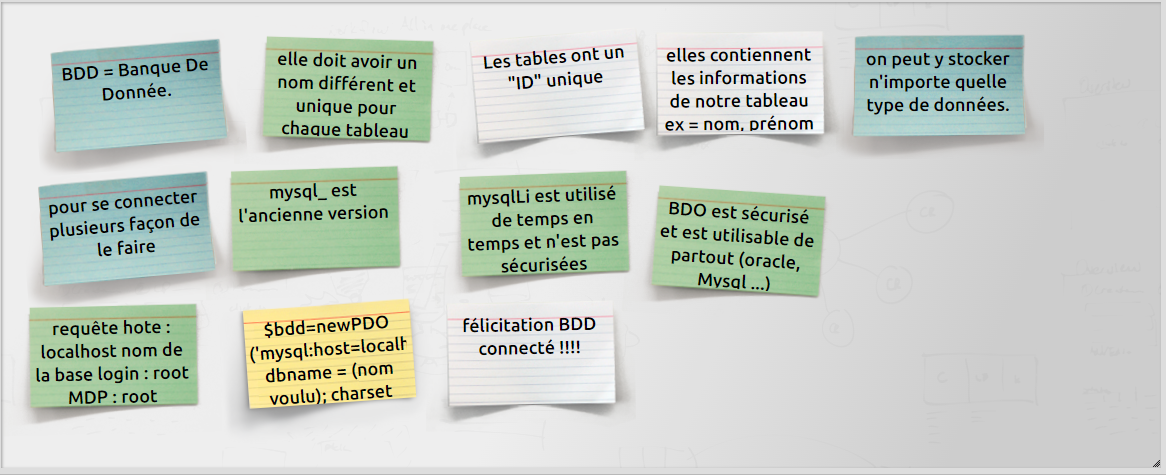 BDD = Banque De
Donnée.
elle doit avoir un
nom différent et
unique pour
chaque tableau
Les tables ont un
"ID" unique
elles contiennent
les informations
de notre tableau
ex = nom, prénom
on peut y stocker
n'importe quelle
type de données.
pour se connecter
plusieurs façon de
le faire
mysql_ est
l'ancienne version
mysqlLi est utilisé
de temps en
temps et n'est pas
sécurisées
BDO est sécurisé
et est utilisable de
partout (oracle,
Mysql ...)
requête hote :
localhost nom de
la base login : root
MDP : root
$bdd=newPDO
('mysql:host=localh
dbname = (nom
voulu); charset
félicitation BDD
connecté !!!!